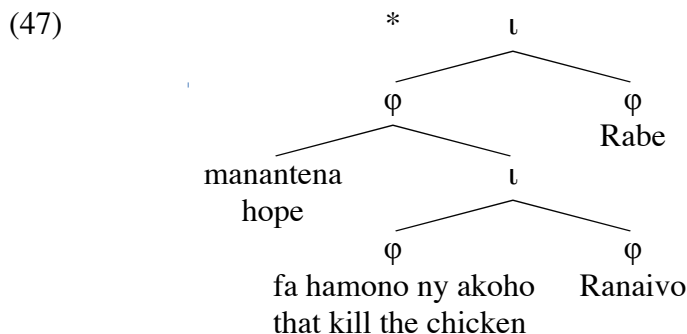 (47) * ι
φ φ
Rabe
manantena ι
hope
φ φ
fa hamono ny akoho Ranaivo
that kill the chicken